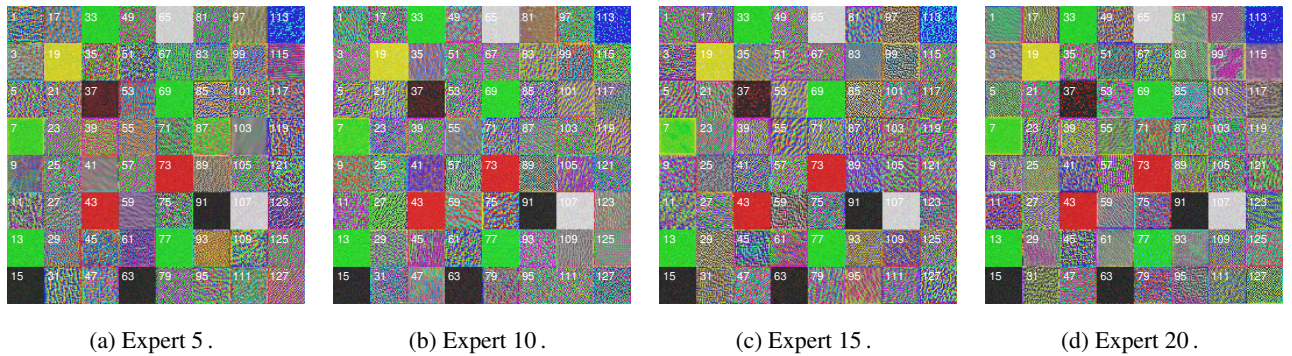 1 17 33 49 65 81 97 113
3 19 35 51 67 83 99 115
5 21 37 53 69 85 101 117
7 23 39 55 71 87 103 119
9 25 41 57 73 89 105 121
11 27 43 59 75 91 107 123
13 29 45 61 77 93 109 125
15 31 47 63 79 95 111 127
(a) Expert 5 .
1 17 33 49 65 81 97 113
3 19 35 51 67 83 99 115
5 21 37 53 69 85 101 117
7 23 39 55 71 87 103 119
9 25 41 57 73 89 105 121
11 27 43 59 75 91 107 123
13 29 45 61 77 93 109 125
15 31 47 63 79 95 111 127
(b) Expert 10 .
1 17 33 49 65 81 97 113
3 19 35 51 67 83 99 115
5 21 37 53 69 85 101 117
7 23 39 55 71 87 103 119
9 25 41 57 73 89 105 121
11 27 43 59 75 91 107 123
13 29 45 61 77 93 109 125
15 31 47 63 79 95 111 127
(c) Expert 15 .
1 17 33 49 65 81 97 113
3 19 35 51 67 83 99 115
5 21 37 53 69 85 101 117
7 23 39 55 71 87 103 119
9 25 41 57 73 89 105 121
11 27 43 59 75 91 107 123
13 29 45 61 77 93 109 125
15 31 47 63 79 95 111 127
(d) Expert 20 .